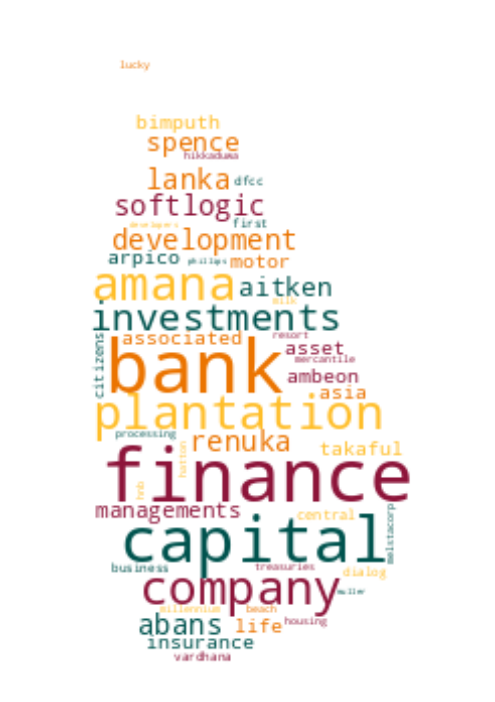 lucky
bimputh
spence
hikkaduwa
lanka dfcc
softlogic
developers first
development
arpico phillips motor
amana aitken
milk
investments
citizens associated resort
bank asset
mercantile
ambeon
asia
plantation
processing renuka
hatton takaful
finance
hnb
managements central
melstacorp
capital
business treasuries
dialog
company muller
millennium beach
abans life housing
insurance
vardhana